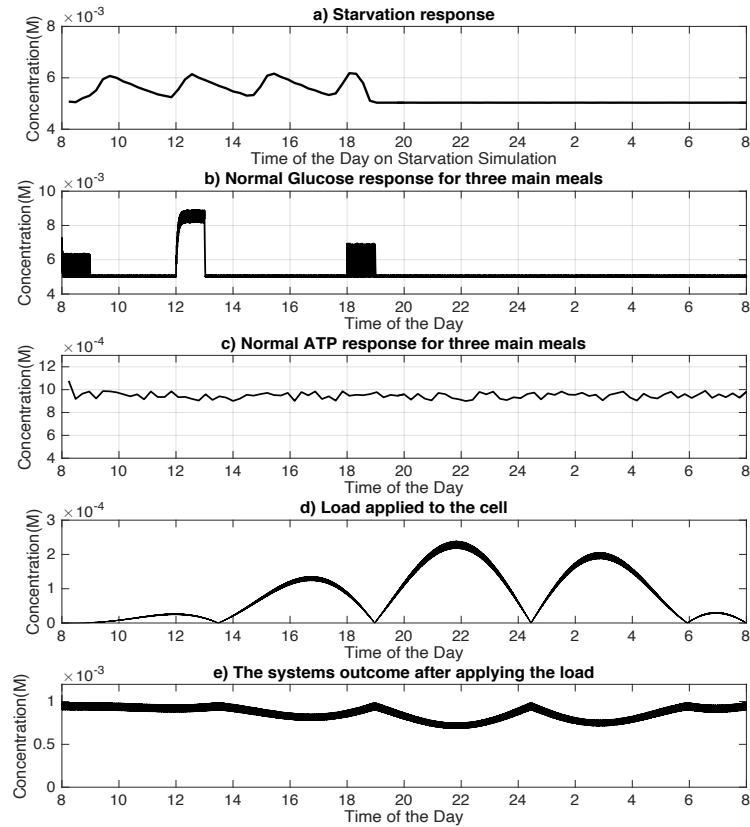 a) Starvation response
×10⁻³
8
6
4
Concentration(M)
8 10 12 14 16 18 20 22 24 2 4 6 8
Time of the Day on Starvation Simulation
b) Normal Glucose response for three main meals
×10⁻³
10
8
6
4
Concentration(M)
8 10 12 14 16 18 20 22 24 2 4 6 8
Time of the Day
c) Normal ATP response for three main meals
×10⁻⁴
12
10
8
6
4
Concentration(M)
8 10 12 14 16 18 20 22 24 2 4 6 8
Time of the Day
d) Load applied to the cell
×10⁻⁴
3
2
1
0
Concentration(M)
8 10 12 14 16 18 20 22 24 2 4 6 8
Time of the Day
e) The systems outcome after applying the load
×10⁻³
1
0.5
0
Concentration(M)
8 10 12 14 16 18 20 22 24 2 4 6 8
Time of the Day